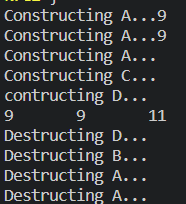 Constructing A...9
Constructing A...9
Constructing A...
Constructing C...
contructing D...
9 9 11
Destructing D...
Destructing B...
Destructing A...
Destructing A...